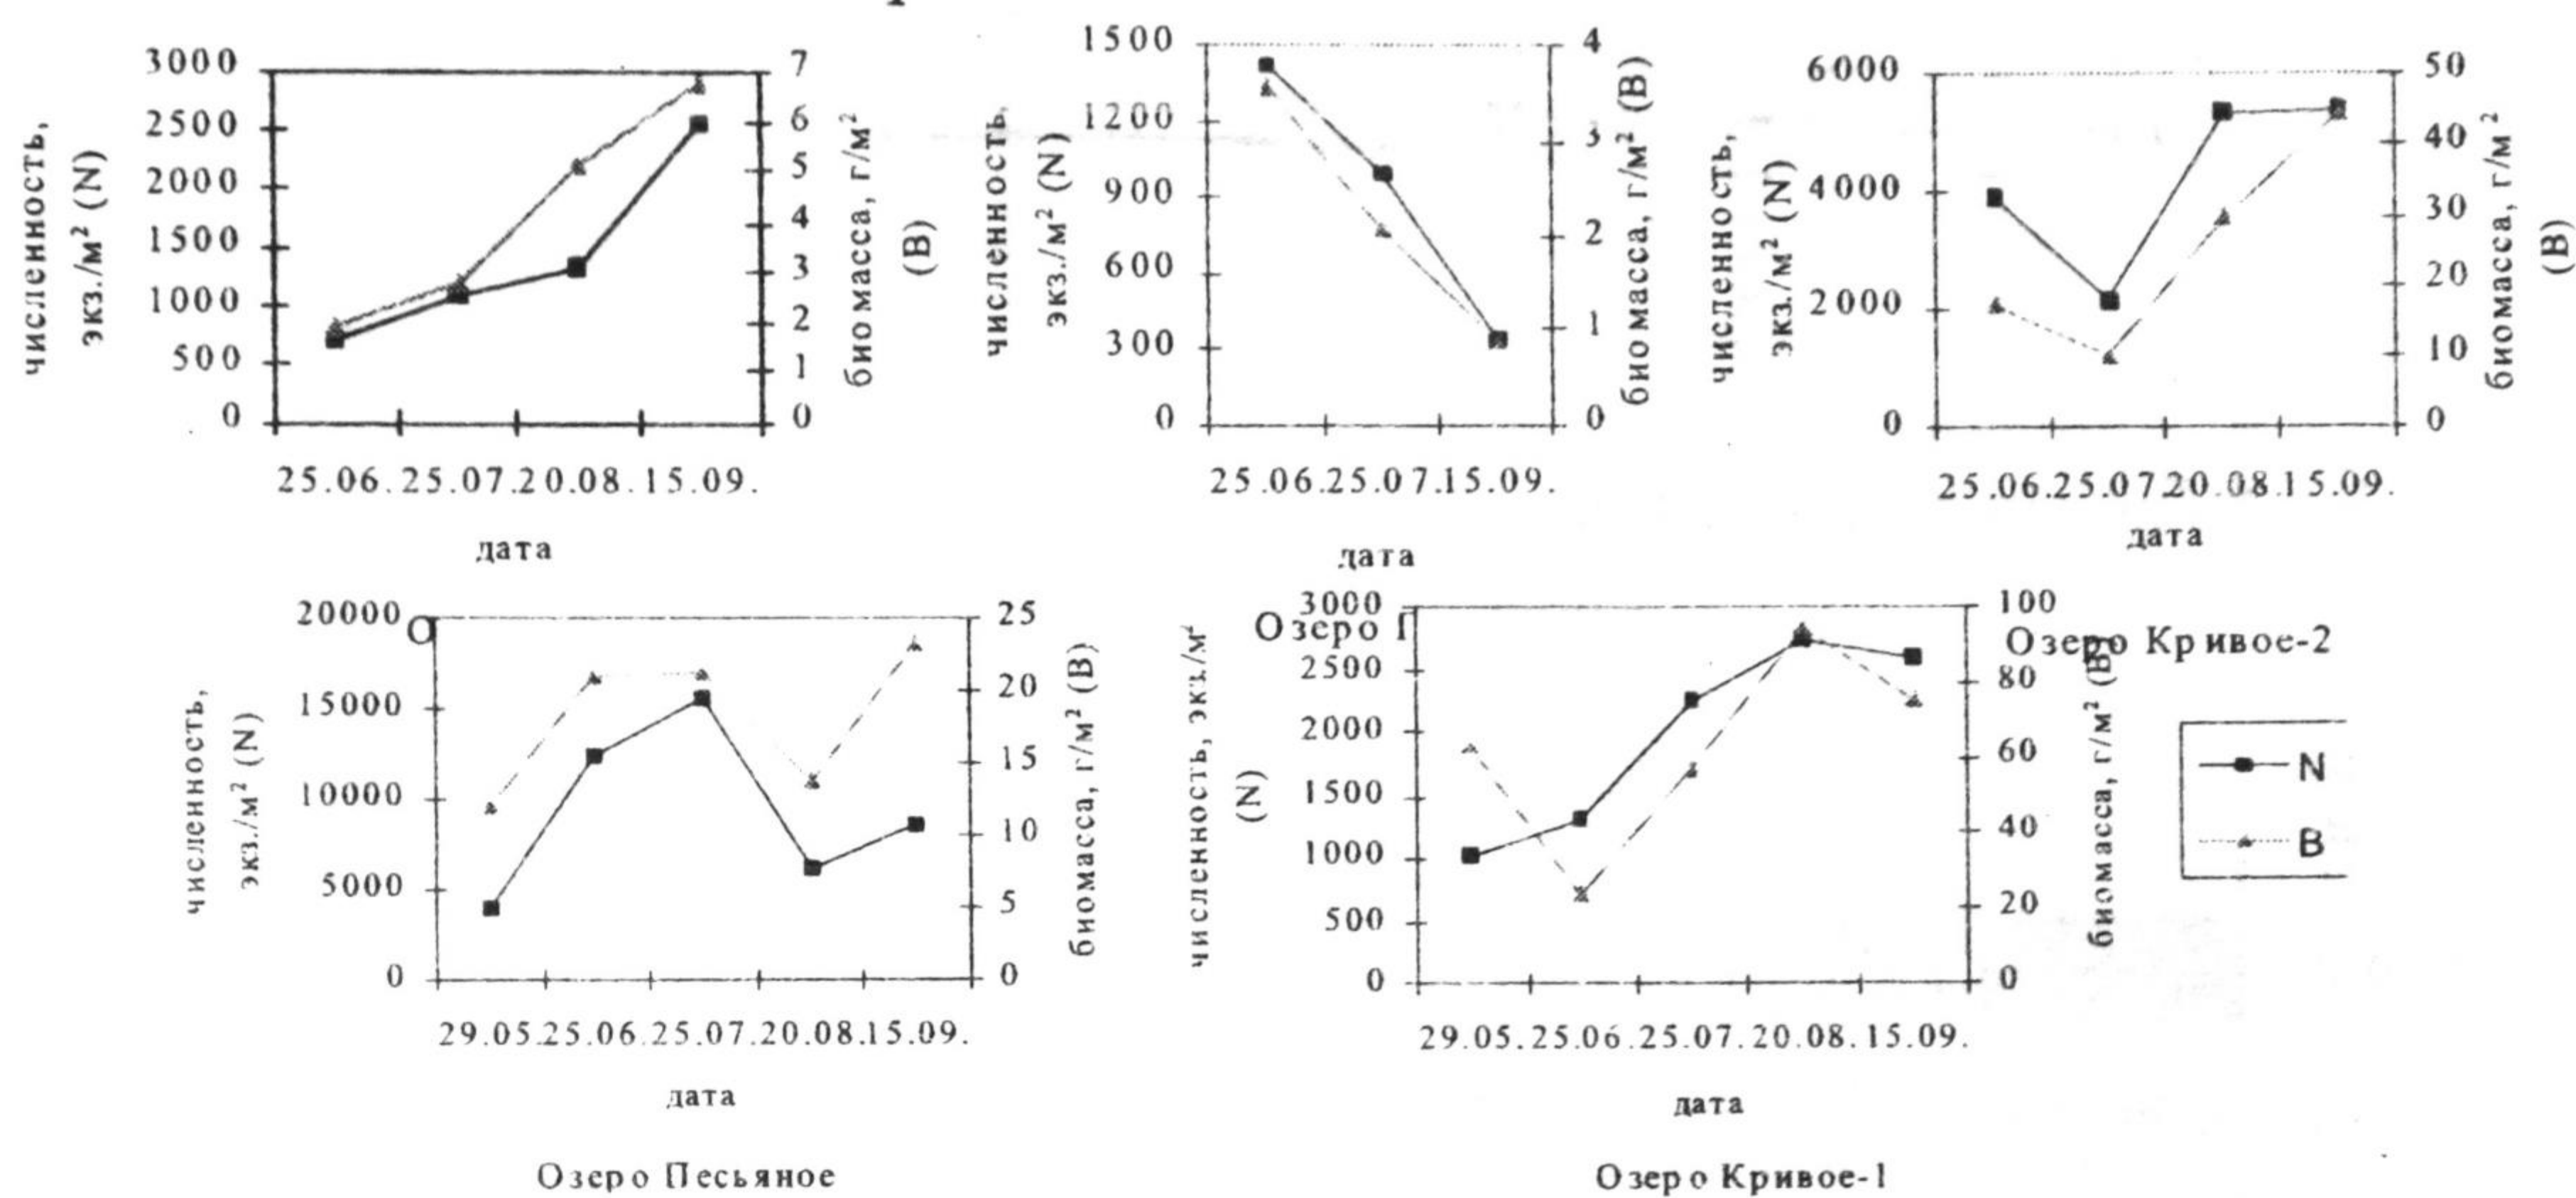 численность,
экз./м² (N)
3000
2500
2000
1500
1000
500
0
7
6
5
4
3
2
1
0
биомасса, г/м²
(В)
25.06.25.07.20.08.15.09.
дата
численность,
экз./м² (N)
1500
1200
900
600
300
0
4
3
2
1
0
биомасса, г/м² (В)
25.06.25.07.15.09.
дата
численность,
экз./м² (N)
6000
4000
2000
0
50
40
30
20
10
0
биомасса, г/м²
(В)
25.06.25.07.20.08.15.09.
дата
Озеро Кривое-2
численность,
экз./м² (N)
20000
15000
10000
5000
0
25
20
15
10
5
0
биомасса, г/м² (В)
29.05.25.06.25.07.20.08.15.09.
дата
Озеро Песьяное
Озеро
численность, экз./м²
(N)
3000
2500
2000
1500
1000
500
0
100
80
60
40
20
0
биомасса, г/м² (В)
29.05.25.06.25.07.20.08.15.09.
дата
Озеро Кривое-1
N
B